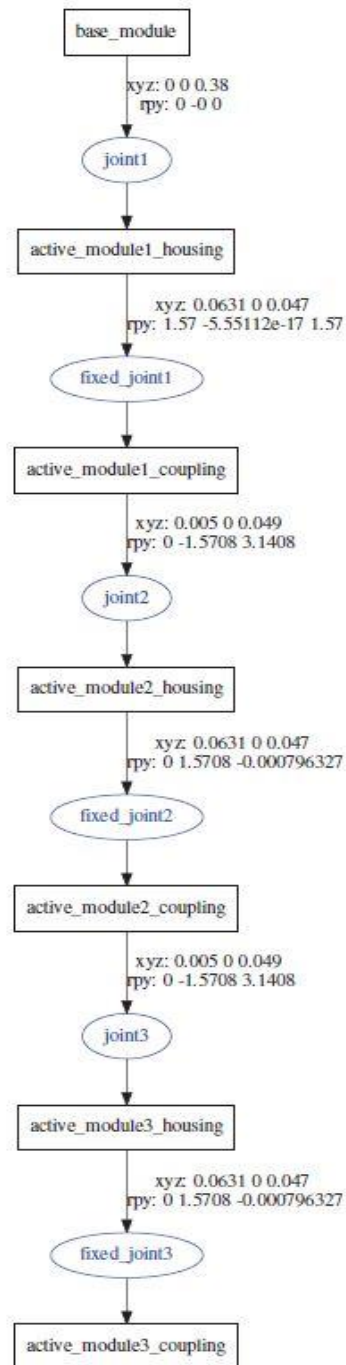 base_module
xyz: 0 0 0.38
rpy: 0 -0 0
joint1
active_module1_housing
xyz: 0.0631 0 0.047
rpy: 1.57 -5.55112e-17 1.57
fixed_joint1
active_module1_coupling
xyz: 0.005 0 0.049
rpy: 0 -1.5708 3.1408
joint2
active_module2_housing
xyz: 0.0631 0 0.047
rpy: 0 1.5708 -0.000796327
fixed_joint2
active_module2_coupling
xyz: 0.005 0 0.049
rpy: 0 -1.5708 3.1408
joint3
active_module3_housing
xyz: 0.0631 0 0.047
rpy: 0 1.5708 -0.000796327
fixed_joint3
active_module3_coupling